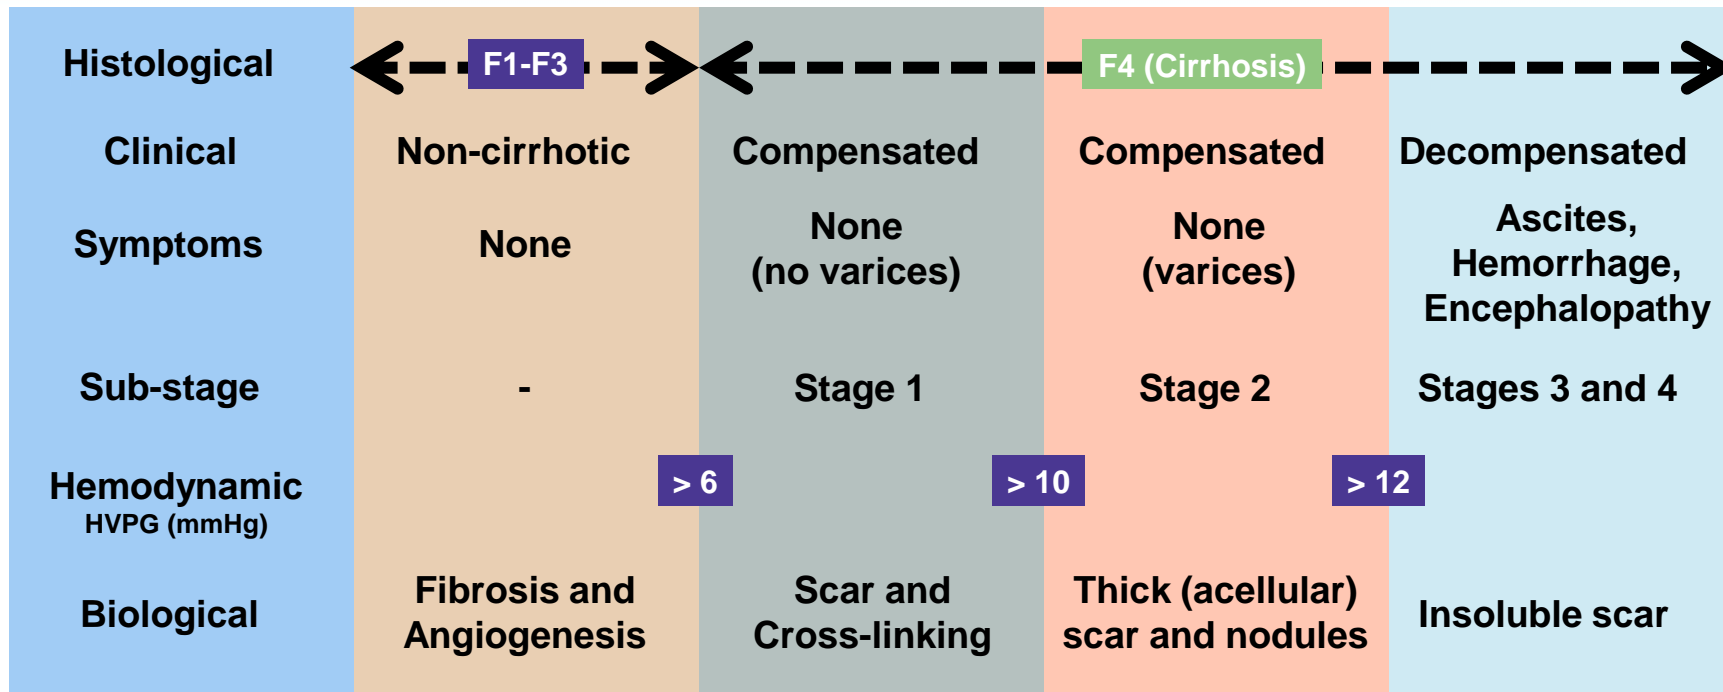 Histological F1-F3 F4 (Cirrhosis)
Clinical Non-cirrhotic Compensated Compensated Decompensated
Symptoms None None (no varices) None (varices) Ascites, Hemorrhage, Encephalopathy
Sub-stage - Stage 1 Stage 2 Stages 3 and 4
Hemodynamic HVPG (mmHg) > 6 > 10 > 12
Biological Fibrosis and Angiogenesis Scar and Cross-linking Thick (acellular) scar and nodules Insoluble scar